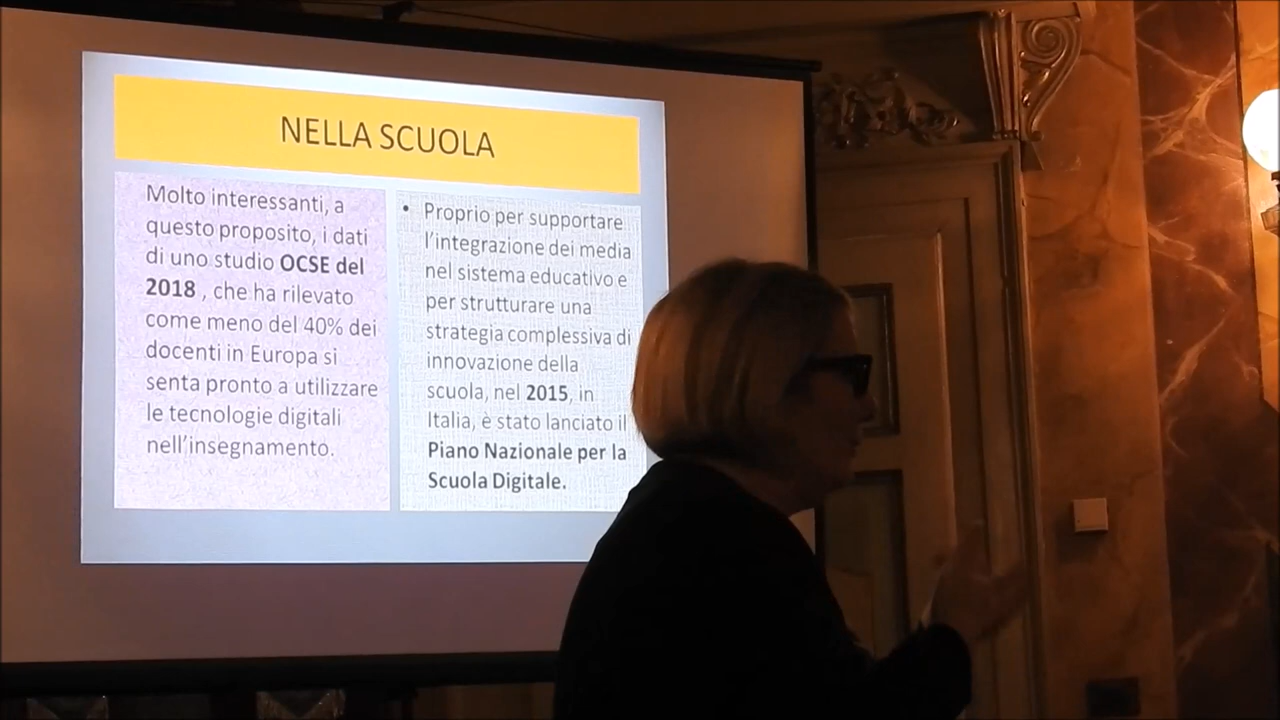 NELLA SCUOLA
Molto interessanti, a
questo proposito, i dati
di uno studio OCSE del
2018 , che ha rilevato
come meno del 40% dei
docenti in Europa si
senta pronto a utilizzare
le tecnologie digitali
nell'insegnamento.
• Proprio per supportare
l'integrazione dei media
nel sistema educativo e
per strutturare una
strategia complessiva di
innovazione della
scuola, nel 2015, in
Italia, è stato lanciato il
Piano Nazionale per la
Scuola Digitale.